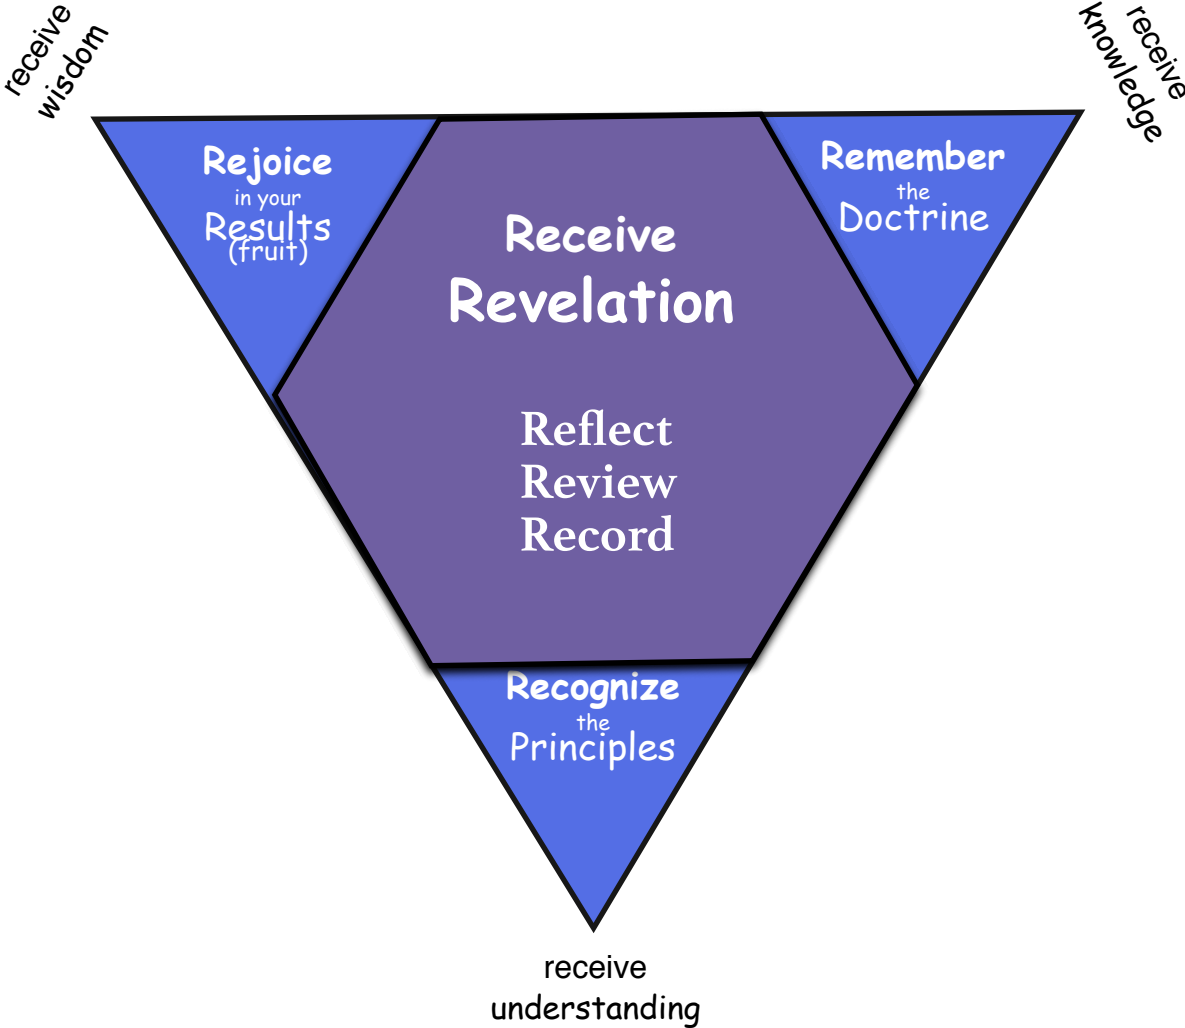 receive
wisdom
receive
knowledge
Rejoice
in your
Results
(fruit)
Remember
the
Doctrine
Receive
Revelation
Reflect
Review
Record
Recognize
the
Principles
receive
understanding